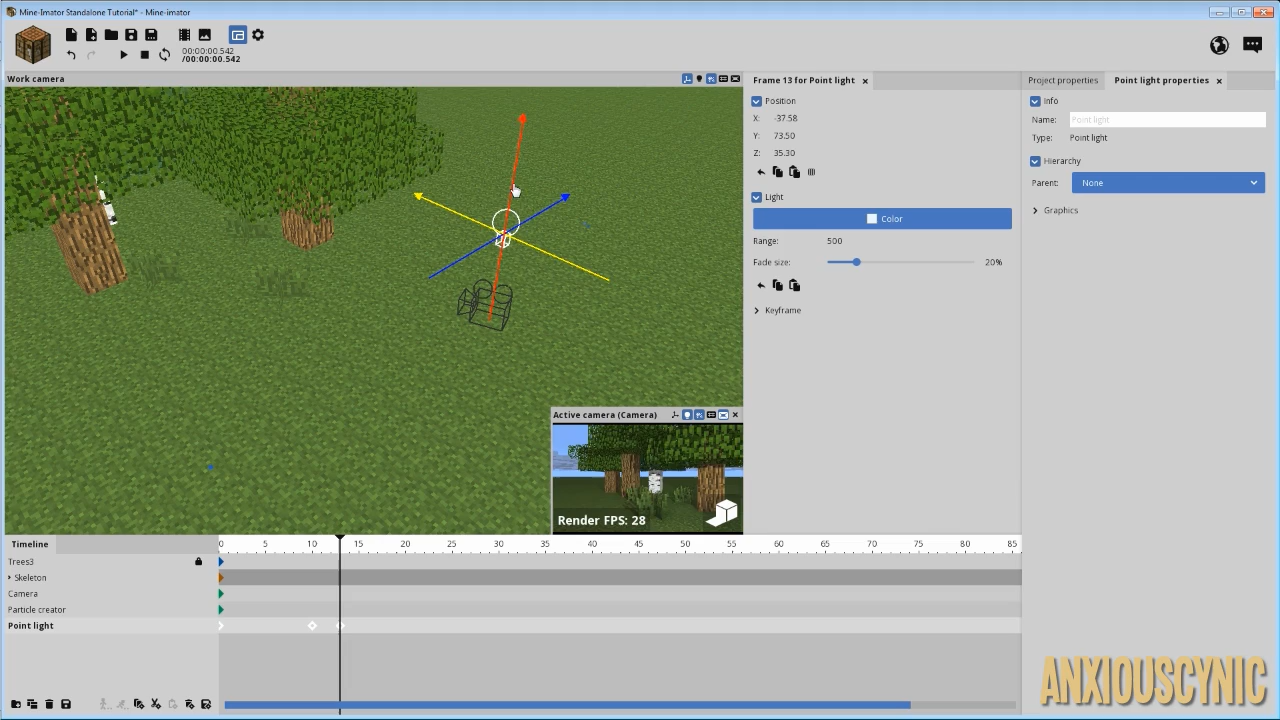 Mine-Imator Standalone Tutorial* - Mine-imator
00:00:00.542
/00:00:00.542
Work camera
Frame 13 for Point light
Position
X: -37.58
Y: 73.50
Z: 35.30
Light
Color
Range: 500
Fade size: 20%
Keyframe
Project properties
Point light properties
Info
Name: Point light
Type: Point light
Hierarchy
Parent: None
Graphics
Active camera (Camera)
Render FPS: 28
Timeline
0 5 10 15 20 25 30 35 40 45 50 55 60 65 70 75 80 85
Trees3
Skeleton
Camera
Particle creator
Point light
ANXIOUSCYNIC